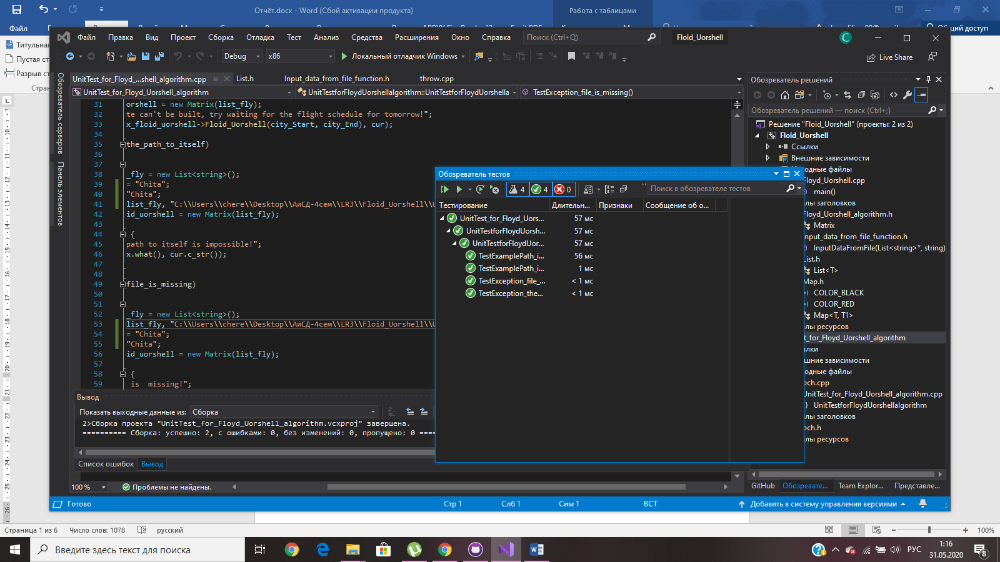 Отчёт.docx - Word (Сбой активации продукта)
Работа с таблицами
Файл
Общий доступ
Титульная
Пустая ст
Разрыв ст
Стран
Файл Правка Вид Проект Сборка Отладка Тест Анализ Средства Расширения Окно Справка
Поиск (Ctrl+Q)
Floid_Uorshell
C
Debug x86 Локальный отладчик Windows
Live Share
Обозреватель серверов
Панель элементов
UnitTest_for_Floyd_...shell_algorithm.cpp List.h Input_data_from_file_function.h throw.cpp
UnitTest_for_Floyd_Uorshell_algorithm
UnitTestforFloydUorshellalgorithm::UnitTestforFloydUorshella
TestException_file_is_missing()
31 orshell = new Matrix(list_fly);
32 te can't be built, try waiting for the flight schedule for tomorrow!";
33 x_floid_uorshell->Floid_Uorshell(city_Start, city_End), cur);
34
35 (the_path_to_itself)
36
37
38 _fly = new List<string>();
39 = "Chita";
40 "Chita";
41 list_fly, "C:\\Users\\chere\\Desktop\\АиСД-4сем\\LR3\\Floid_Uorshell\\U
42 id_uorshell = new Matrix(list_fly);
43
44 {
45 path to itself is impossible!";
46 x.what(), cur.c_str());
47
48
49 file_is_missing)
50
51
52 _fly = new List<string>();
53 list_fly, "C:\\Users\\chere\\Desktop\\АиСД-4сем\\LR3\\Floid_Uorshell\\U
54 = "Chita";
55 "Chita";
56 id_uorshell = new Matrix(list_fly);
57
58 {
59 is missing!";
Вывод
Показать выходные данные из: Сборка
2>Сборка проекта "UnitTest_for_Floyd_Uorshell_algorithm.vcxproj" завершена.
========== Сборка: успешно: 2, с ошибками: 0, без изменений: 0, пропущено: 0 ====
Список ошибок Вывод
100 % Проблемы не найдены.
Обозреватель тестов
4 4 0
Поиск в обозревателе тестов
Тестирование Длительн... Признаки Сообщение об о...
UnitTest_for_Floyd_Uors... 57 мс
UnitTestforFloydUorsh... 57 мс
UnitTestforFloydUor... 57 мс
TestExamplePath_i... 56 мс
TestExamplePath_i... 1 мс
TestException_file_... < 1 мс
TestException_the... < 1 мс
Обозреватель решений
Обозреватель решений — поиск (Ctrl+;)
Решение "Floid_Uorshell" (проекты: 2 из 2)
Floid_Uorshell
Ссылки
Внешние зависимости
одные файлы
loyd_Uorshell.cpp
main()
лы заголовков
loyd_Uorshell_algorithm.h
Matrix
nput_data_from_file_function.h
InputDataFromFile(List<string>*, string)
ist.h
List<T>
Map.h
COLOR_BLACK
COLOR_RED
Map<T, T1>
лы ресурсов
t_for_Floyd_Uorshell_algorithm
лки
шние зависимости
одные файлы
ch.cpp
UnitTest_for_Floyd_Uorshell_algorithm.cpp
UnitTestforFloydUorshellalgorithm
лы заголовков
ch.h
лы ресурсов
GitHub Обозревате... Team Explor... Представле...
Готово Стр 1 Слб 1 Сим 1 ВСТ Добавить в систему управления версиями
Страница 1 из 6 Число слов: 1078 русский 100%
Введите здесь текст для поиска
РУС
1:16
31.05.2020
8